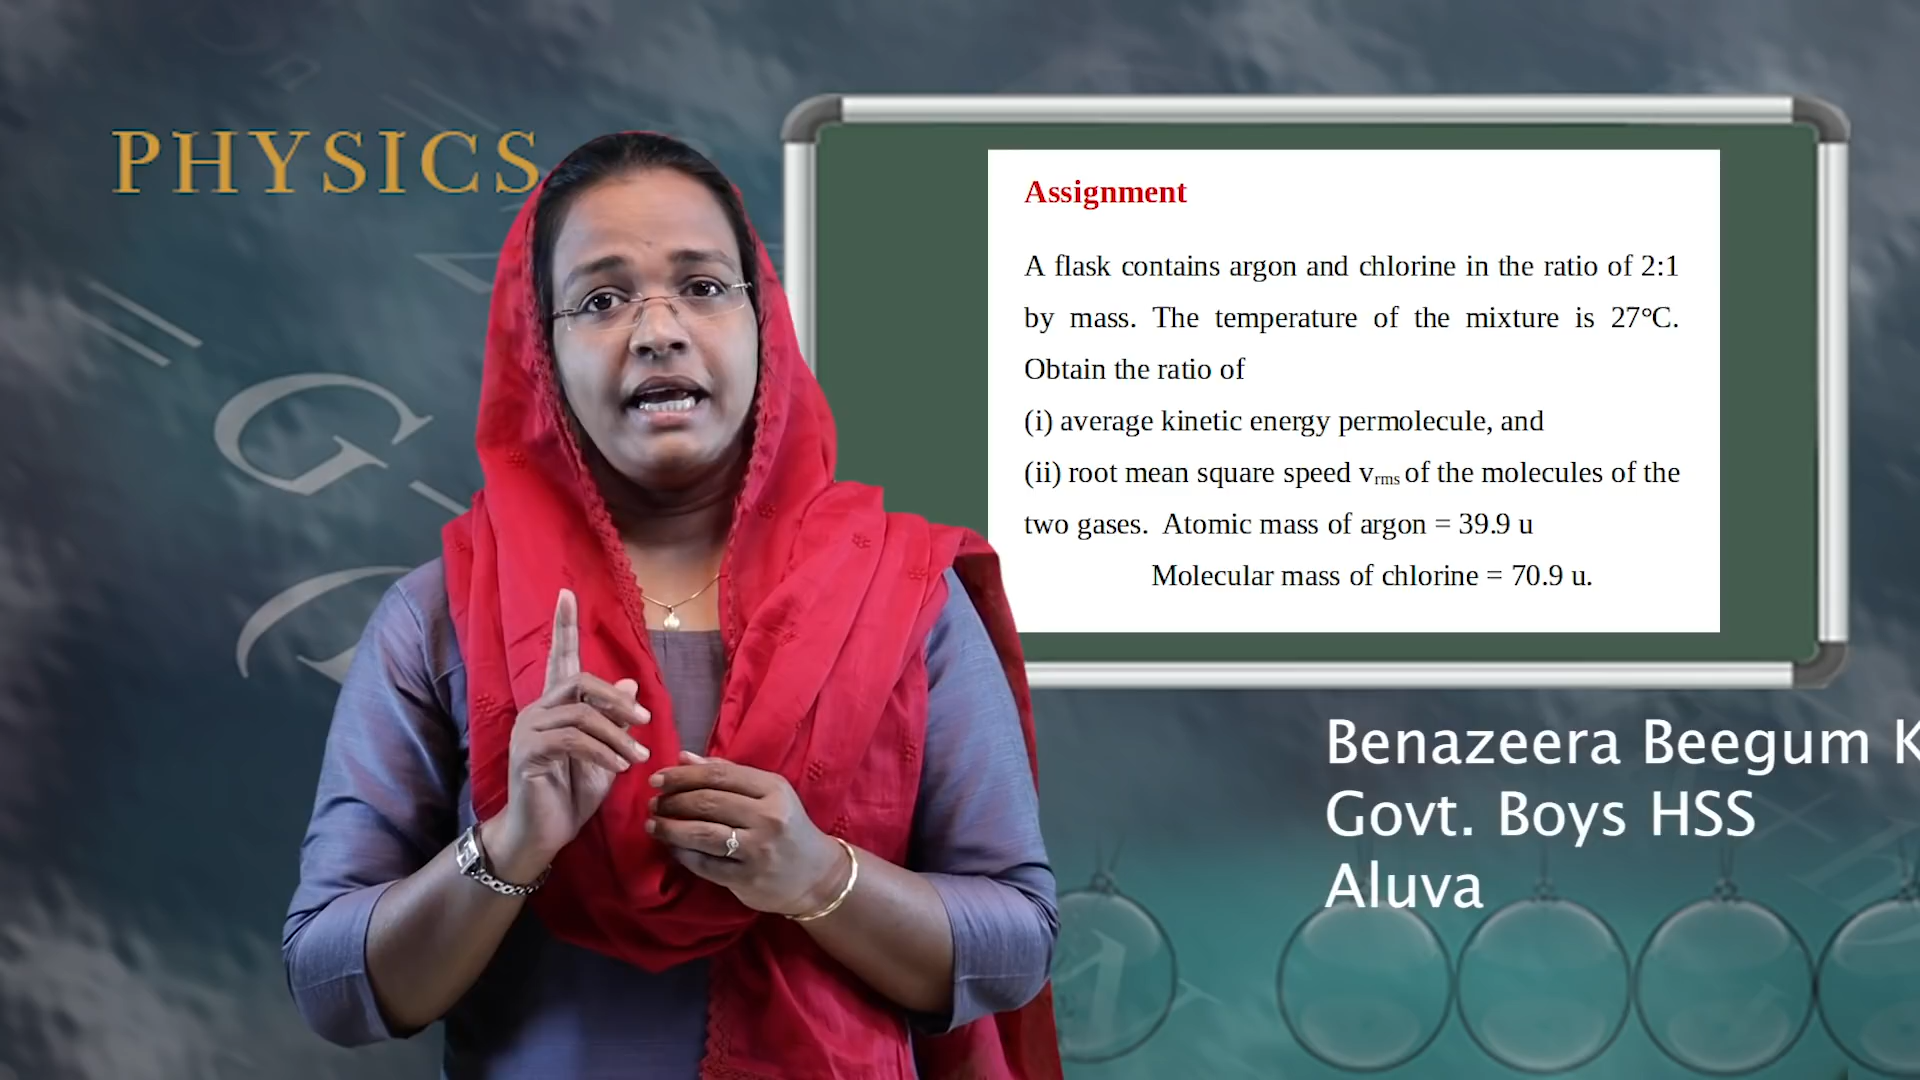 PHYSICS
Assignment
A flask contains argon and chlorine in the ratio of 2:1
by mass. The temperature of the mixture is 27°C.
Obtain the ratio of
(i) average kinetic energy permolecule, and
(ii) root mean square speed vrms of the molecules of the
two gases. Atomic mass of argon = 39.9 u
Molecular mass of chlorine = 70.9 u.
Benazeera Beegum K
Govt. Boys HSS
Aluva